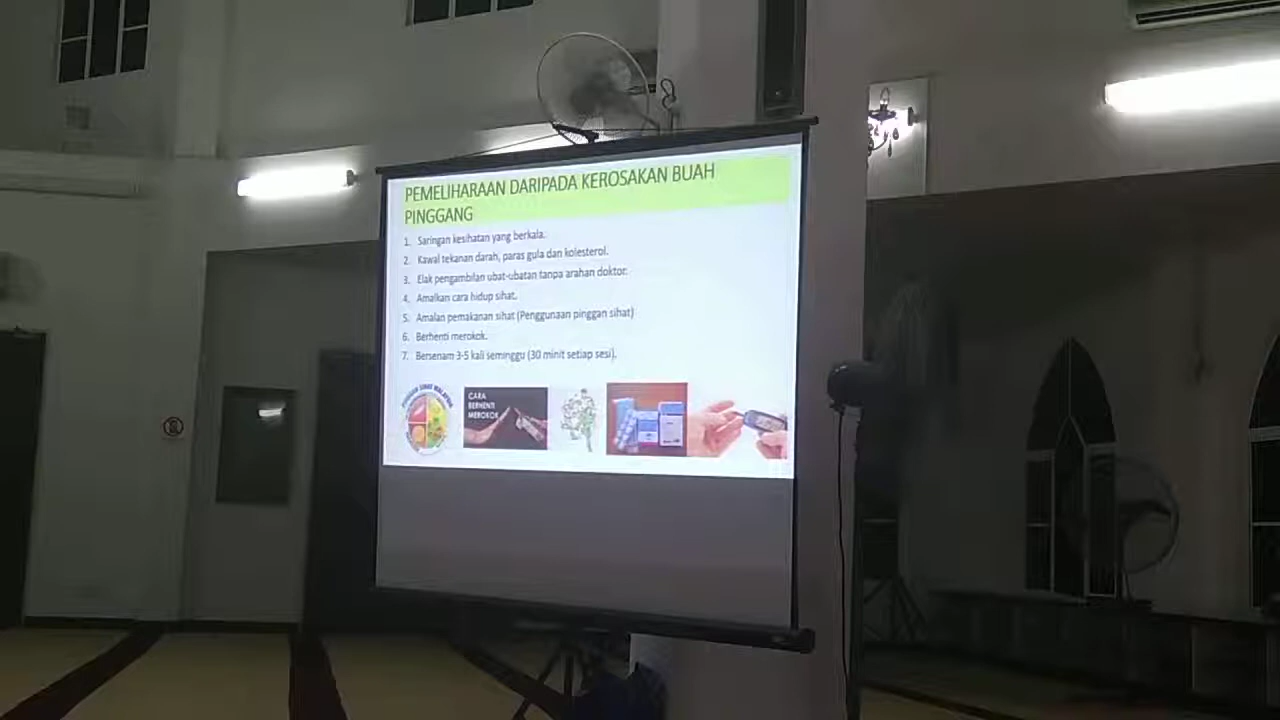 PEMELIHARAAN DARIPADA KEROSAKAN BUAH
PINGGANG
1. Saringan kesihatan yang berkala.
2. Kawal tekanan darah, paras gula dan kolesterol.
3. Elak pengambilan ubat-ubatan tanpa arahan doktor.
4. Amalkan cara hidup sihat.
5. Amalan pemakanan sihat (Penggunaan pinggan sihat)
6. Berhenti merokok.
7. Bersenam 3-5 kali seminggu (30 minit setiap sesi).
CARA
BERHENTI
MEROKOK